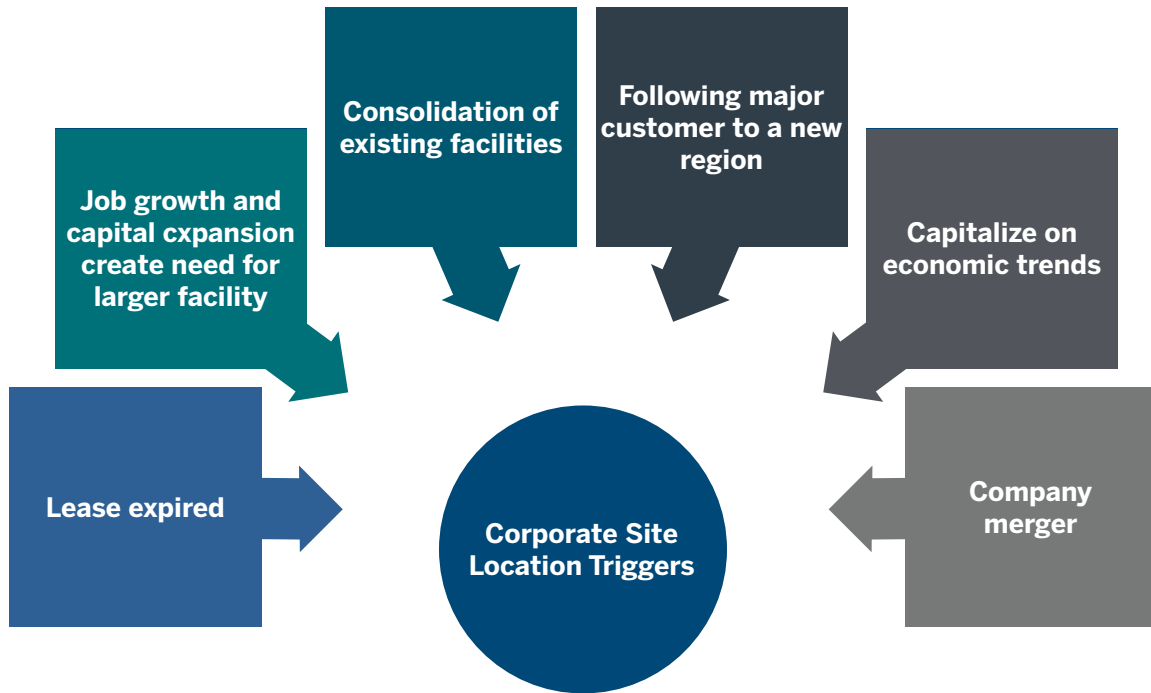 Consolidation of
existing facilities
Following major
customer to a new
region
Job growth and
capital cxpansion
create need for
larger facility
Capitalize on
economic trends
Lease expired
Company
merger
Corporate Site
Location Triggers